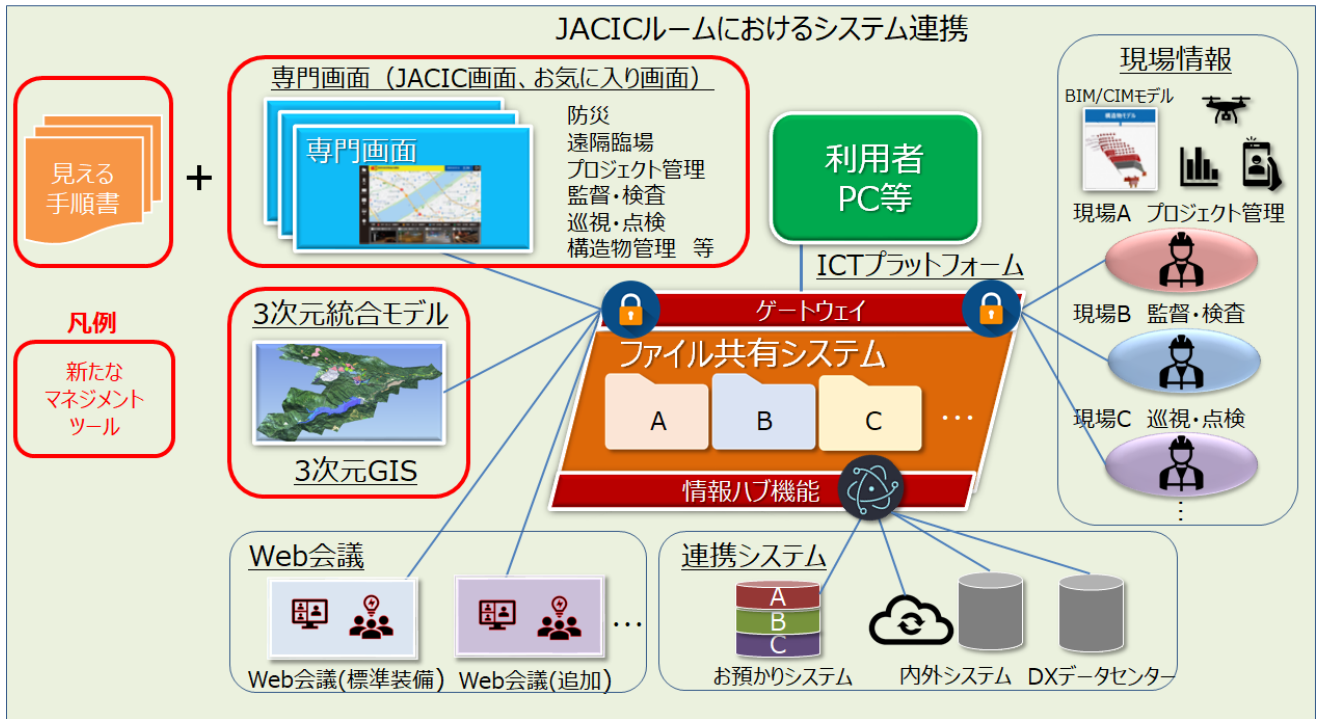 JACICルームにおけるシステム連携
見える
手順書
+
専門画面（JACIC画面、お気に入り画面）
専門画面
防災
遠隔臨場
プロジェクト管理
監督・検査
巡視・点検
構造物管理 等
利用者
PC等
ICTプラットフォーム
ゲートウェイ
ファイル共有システム
A
B
C
…
情報ハブ機能
現場情報
BIM/CIMモデル
構造物モデル
現場A プロジェクト管理
現場B 監督・検査
現場C 巡視・点検
⋮
凡例
新たな
マネジメント
ツール
3次元統合モデル
3次元GIS
Web会議
Web会議(標準装備)
Web会議(追加)
…
連携システム
A
B
C
お預かりシステム
内外システム
DXデータセンター